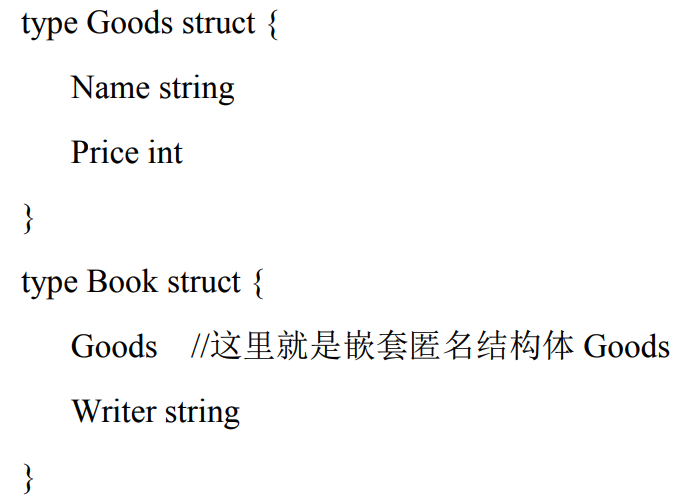 type Goods struct {
Name string
Price int
}
type Book struct {
Goods //这里就是嵌套匿名结构体 Goods
Writer string
}